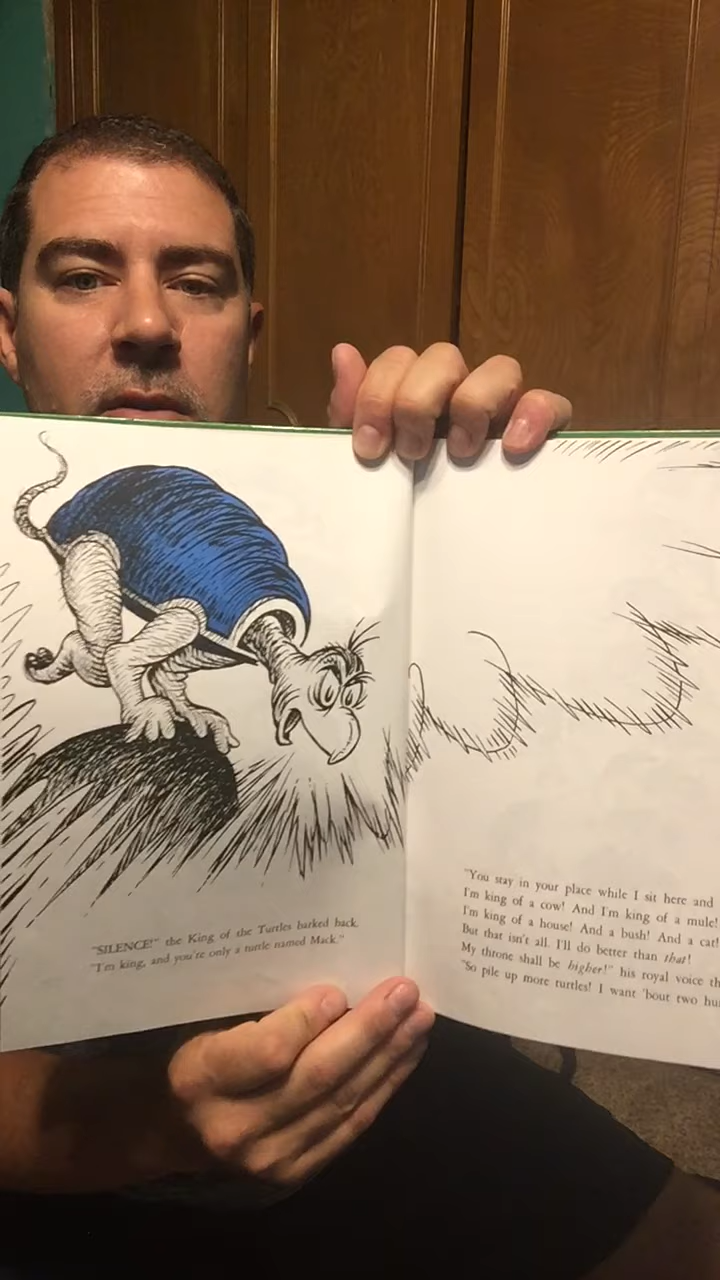 "SILENCE!" the King of the Turtles barked back.
"I'm king, and you're only a turtle named Mack."
"You stay in your place while I sit here and
I'm king of a cow! And I'm king of a mule!
I'm king of a house! And a bush! And a cat!
But that isn't all. I'll do better than that!
My throne shall be higher!" his royal voice th
"So pile up more turtles! I want 'bout two hu